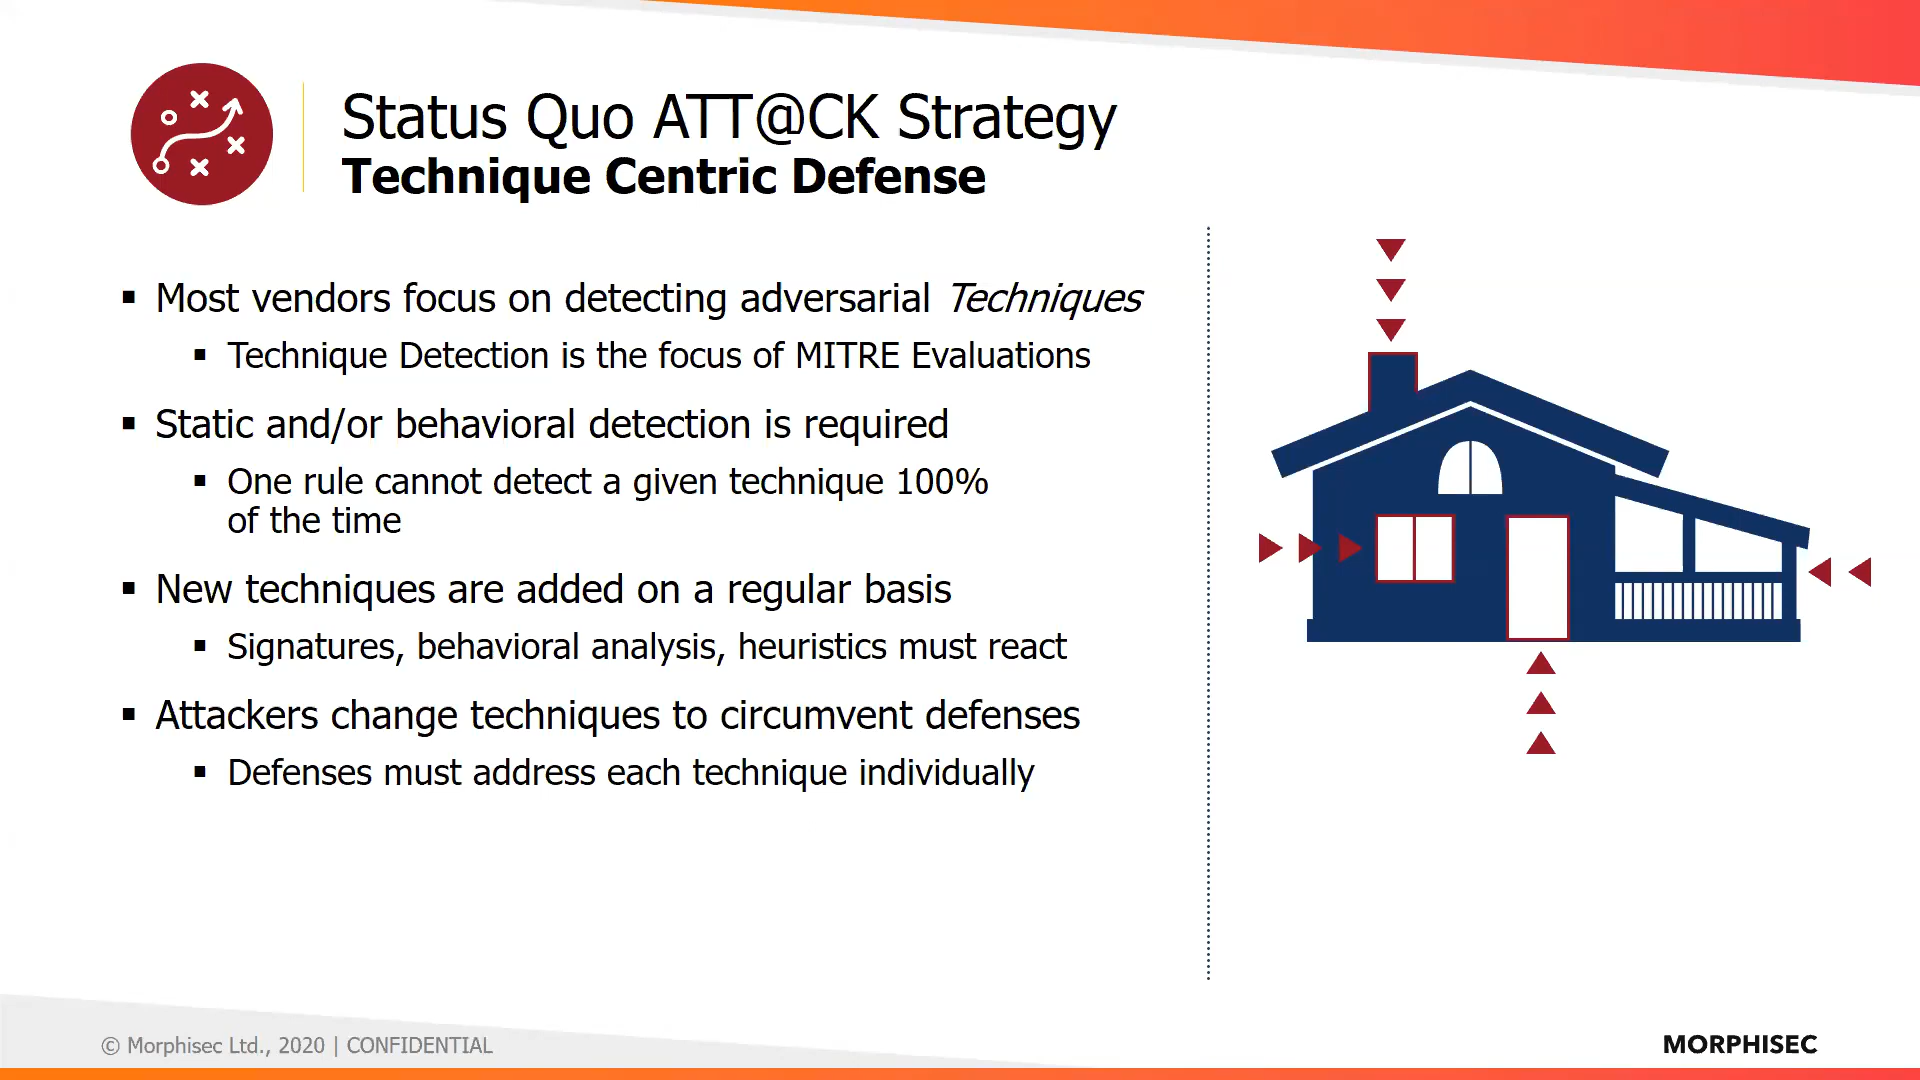 Status Quo ATT@CK Strategy
Technique Centric Defense
▪ Most vendors focus on detecting adversarial Techniques
▪ Technique Detection is the focus of MITRE Evaluations
▪ Static and/or behavioral detection is required
▪ One rule cannot detect a given technique 100%
of the time
▪ New techniques are added on a regular basis
▪ Signatures, behavioral analysis, heuristics must react
▪ Attackers change techniques to circumvent defenses
▪ Defenses must address each technique individually
© Morphisec Ltd., 2020 | CONFIDENTIAL
MORPHISEC